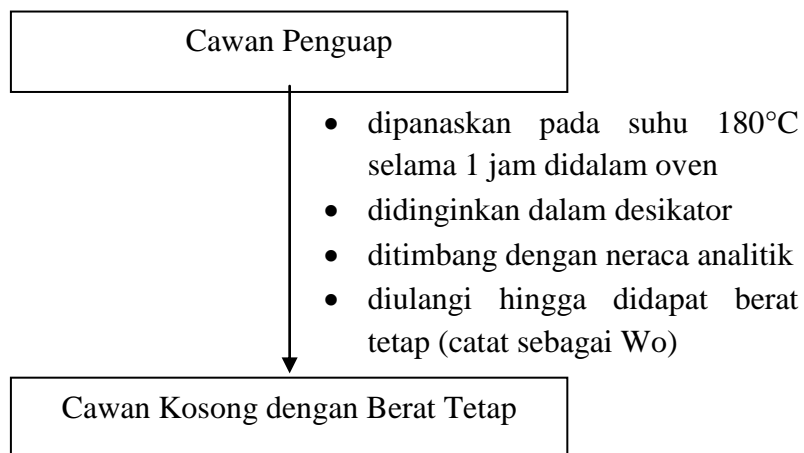 Cawan Penguap
• dipanaskan pada suhu 180°C
selama 1 jam didalam oven
• didinginkan dalam desikator
• ditimbang dengan neraca analitik
• diulangi hingga didapat berat
tetap (catat sebagai Wo)
Cawan Kosong dengan Berat Tetap